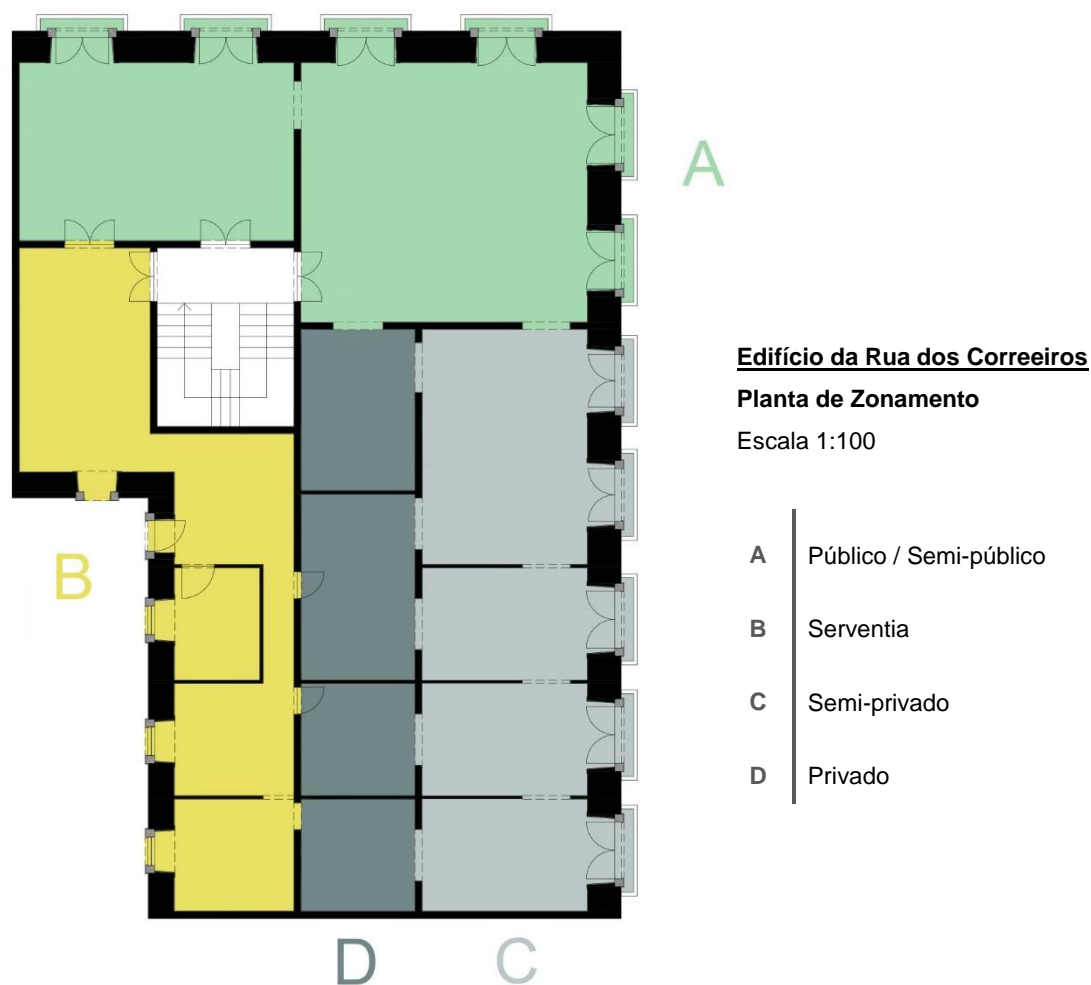 A
B
D
C
Edifício da Rua dos Correeiros
Planta de Zonamento
Escala 1:100
A Público / Semi-público
B Serventia
C Semi-privado
D Privado